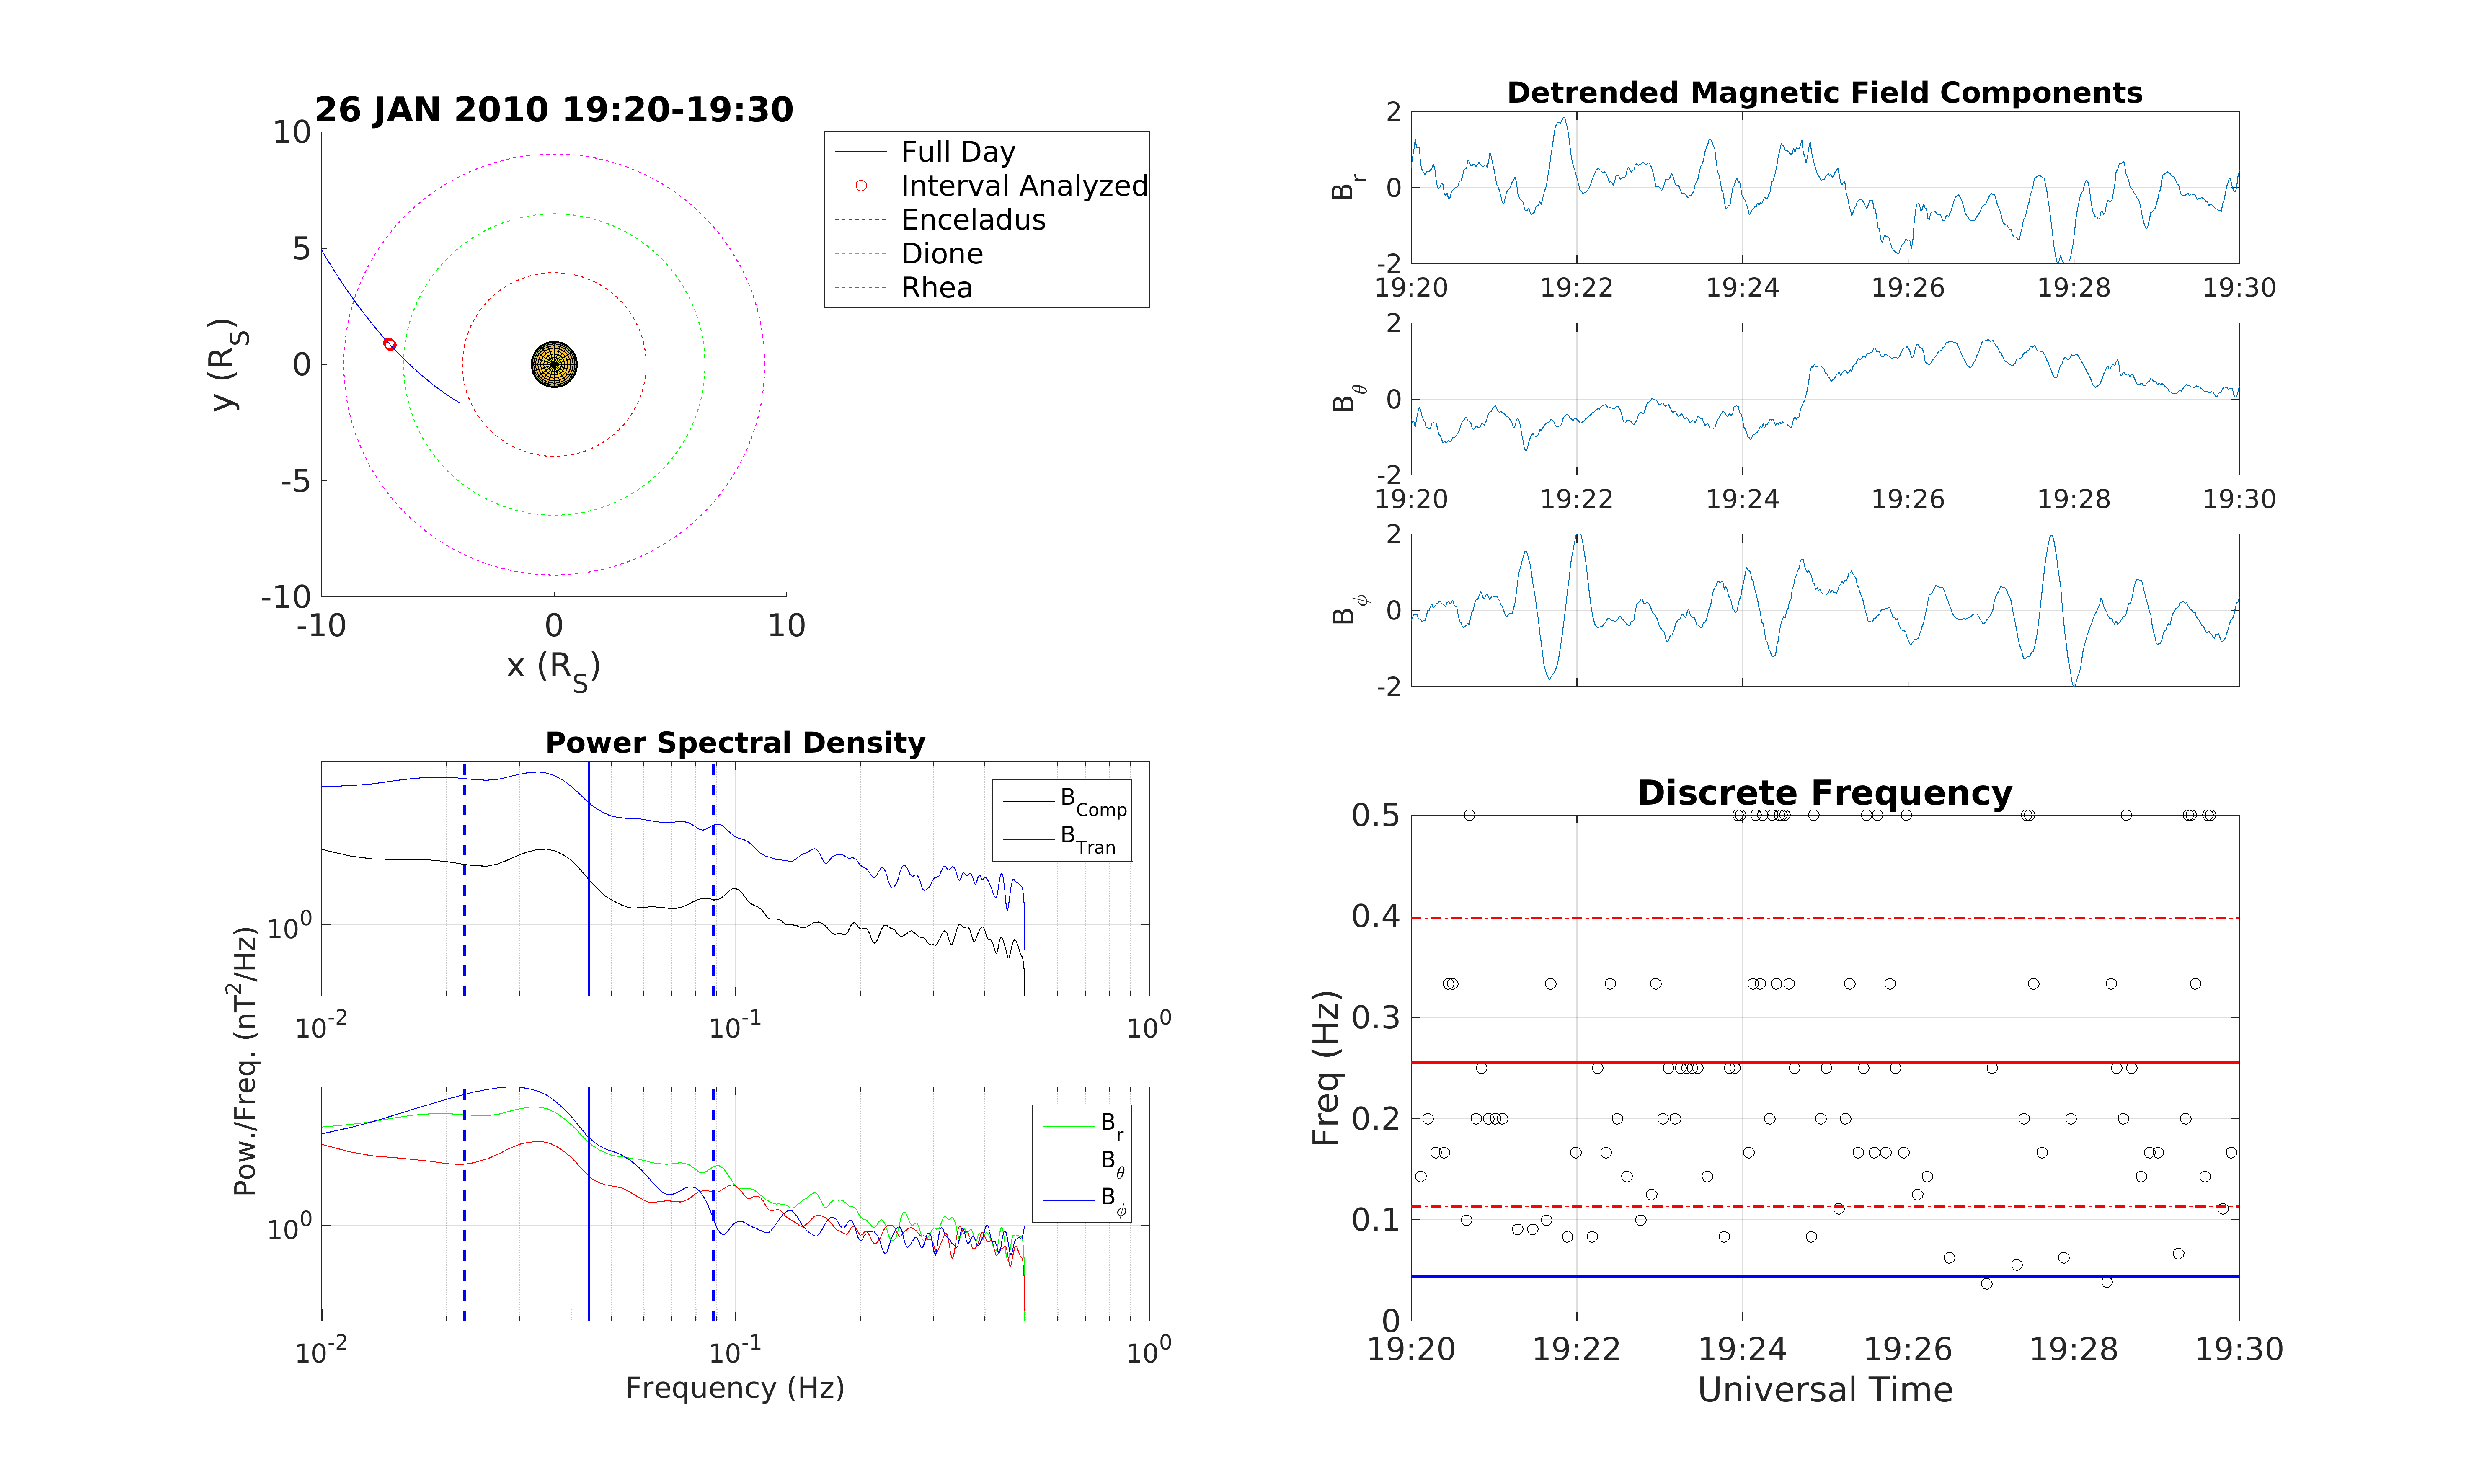 26 JAN 2010 19:20-19:30
10
5
0
-5
-10
-10 0 10
y (R_S)
x (R_S)
Full Day
Interval Analyzed
Enceladus
Dione
Rhea
Detrended Magnetic Field Components
2
0
-2
B_r
19:20 19:22 19:24 19:26 19:28 19:30
2
0
-2
B_θ
19:20 19:22 19:24 19:26 19:28 19:30
2
0
-2
B_ϕ
Power Spectral Density
B_Comp
B_Tran
10^0
10^-2 10^-1 10^0
Pow./Freq. (nT^2/Hz)
B_r
B_θ
B_ϕ
10^0
10^-2 10^-1 10^0
Frequency (Hz)
Discrete Frequency
0.5
0.4
0.3
0.2
0.1
0
Freq (Hz)
19:20 19:22 19:24 19:26 19:28 19:30
Universal Time